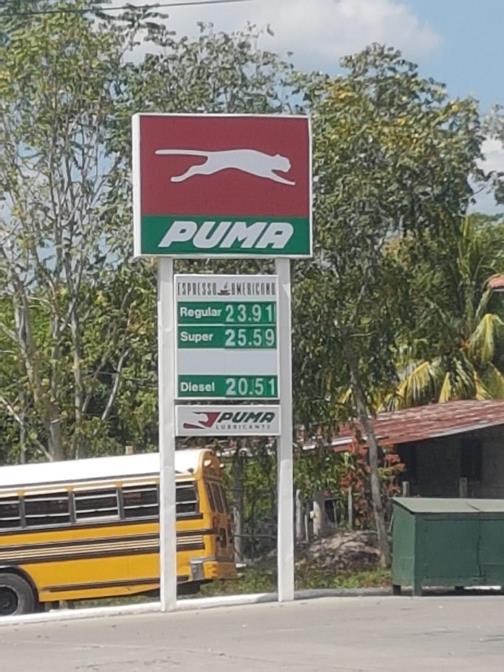 PUMA
ESPRESSO AMERICANO
Regular 23.91
Super 25.59
Diesel 20.51
PUMA
LUBRICANTS